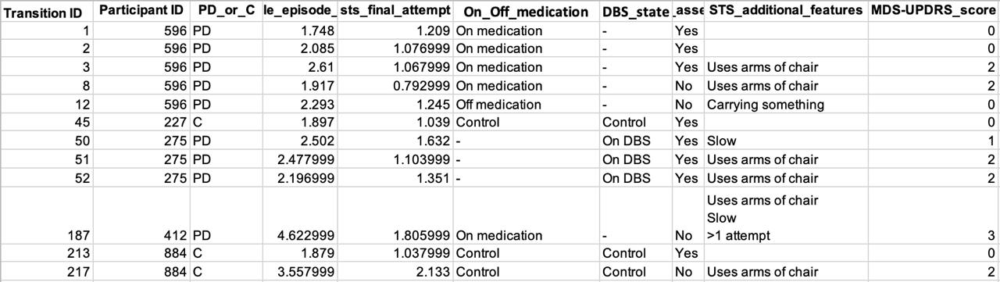 Transition ID Participant ID PD_or_C le_episode_ sts_final_attempt On_Off_medication DBS_state _asse STS_additional_features MDS-UPDRS_score
1 596 PD 1.748 1.209 On medication - Yes 0
2 596 PD 2.085 1.076999 On medication - Yes 0
3 596 PD 2.61 1.067999 On medication - Yes Uses arms of chair 2
8 596 PD 1.917 0.792999 On medication - No Uses arms of chair 2
12 596 PD 2.293 1.245 Off medication - No Carrying something 0
45 227 C 1.897 1.039 Control Control Yes 0
50 275 PD 2.502 1.632 - On DBS Yes Slow 1
51 275 PD 2.477999 1.103999 - On DBS Yes Uses arms of chair 2
52 275 PD 2.196999 1.351 - On DBS Yes Uses arms of chair 2
Uses arms of chair
Slow
187 412 PD 4.622999 1.805999 On medication - No >1 attempt 3
213 884 C 1.879 1.037999 Control Control Yes 0
217 884 C 3.557999 2.133 Control Control No Uses arms of chair 2